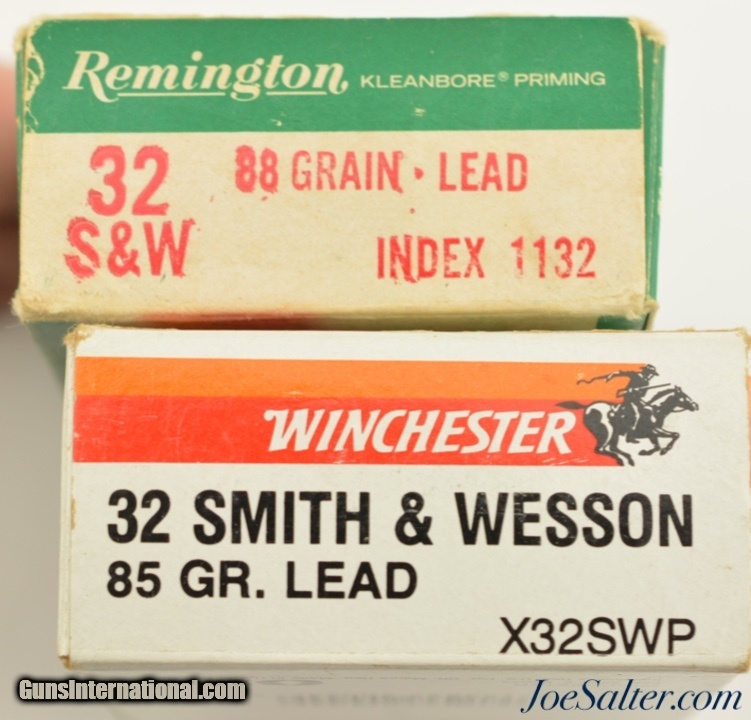 Remington KLEANBORE® PRIMING
32 88 GRAIN · LEAD
S&W INDEX 1132
WINCHESTER
32 SMITH & WESSON
85 GR. LEAD
X32SWP
GunsInternational.com
JoeSalter.com